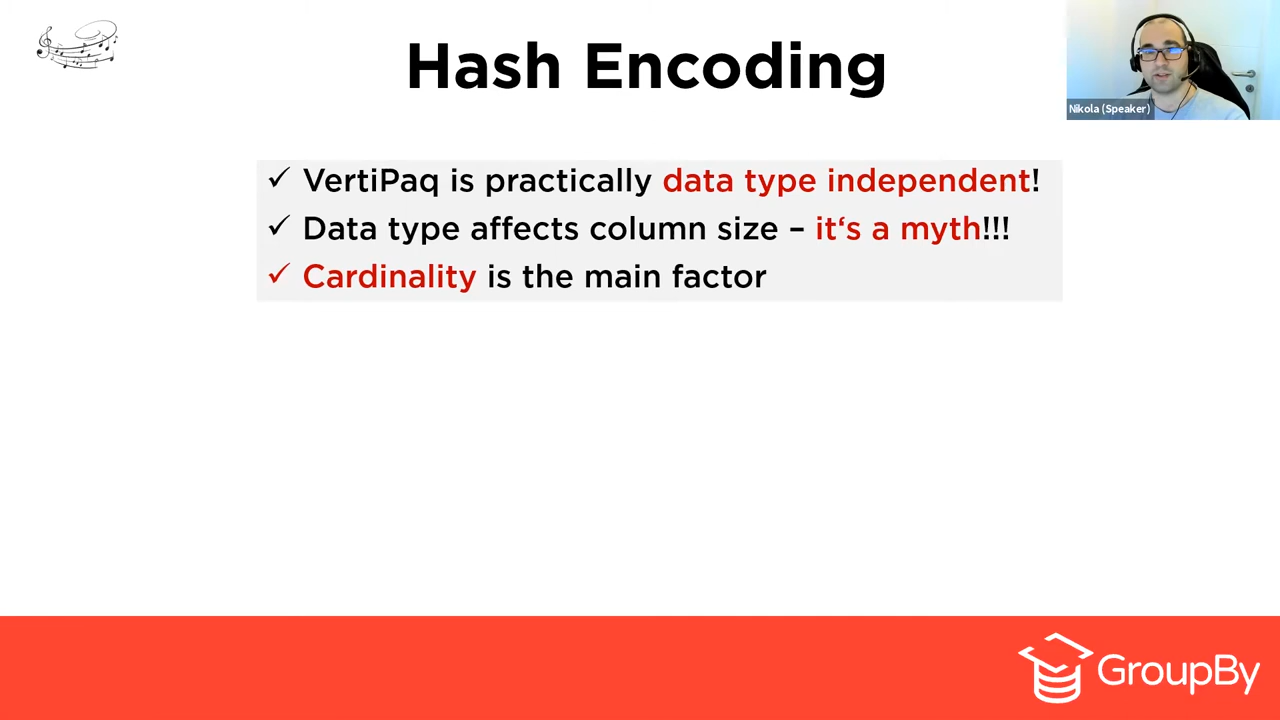 Hash Encoding
Nikola (Speaker)
✓ VertiPaq is practically data type independent!
✓ Data type affects column size – it‘s a myth!!!
✓ Cardinality is the main factor
GroupBy